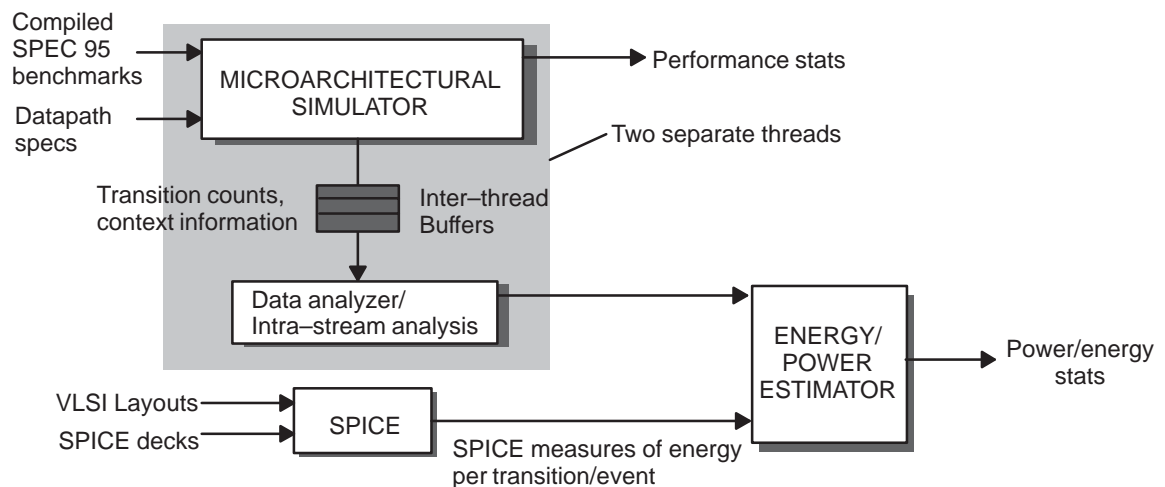 Compiled
SPEC 95
benchmarks
Datapath
specs
MICROARCHITECTURAL
SIMULATOR
Performance stats
Two separate threads
Transition counts,
context information
Inter–thread
Buffers
Data analyzer/
Intra–stream analysis
ENERGY/
POWER
ESTIMATOR
Power/energy
stats
VLSI Layouts
SPICE decks
SPICE
SPICE measures of energy
per transition/event